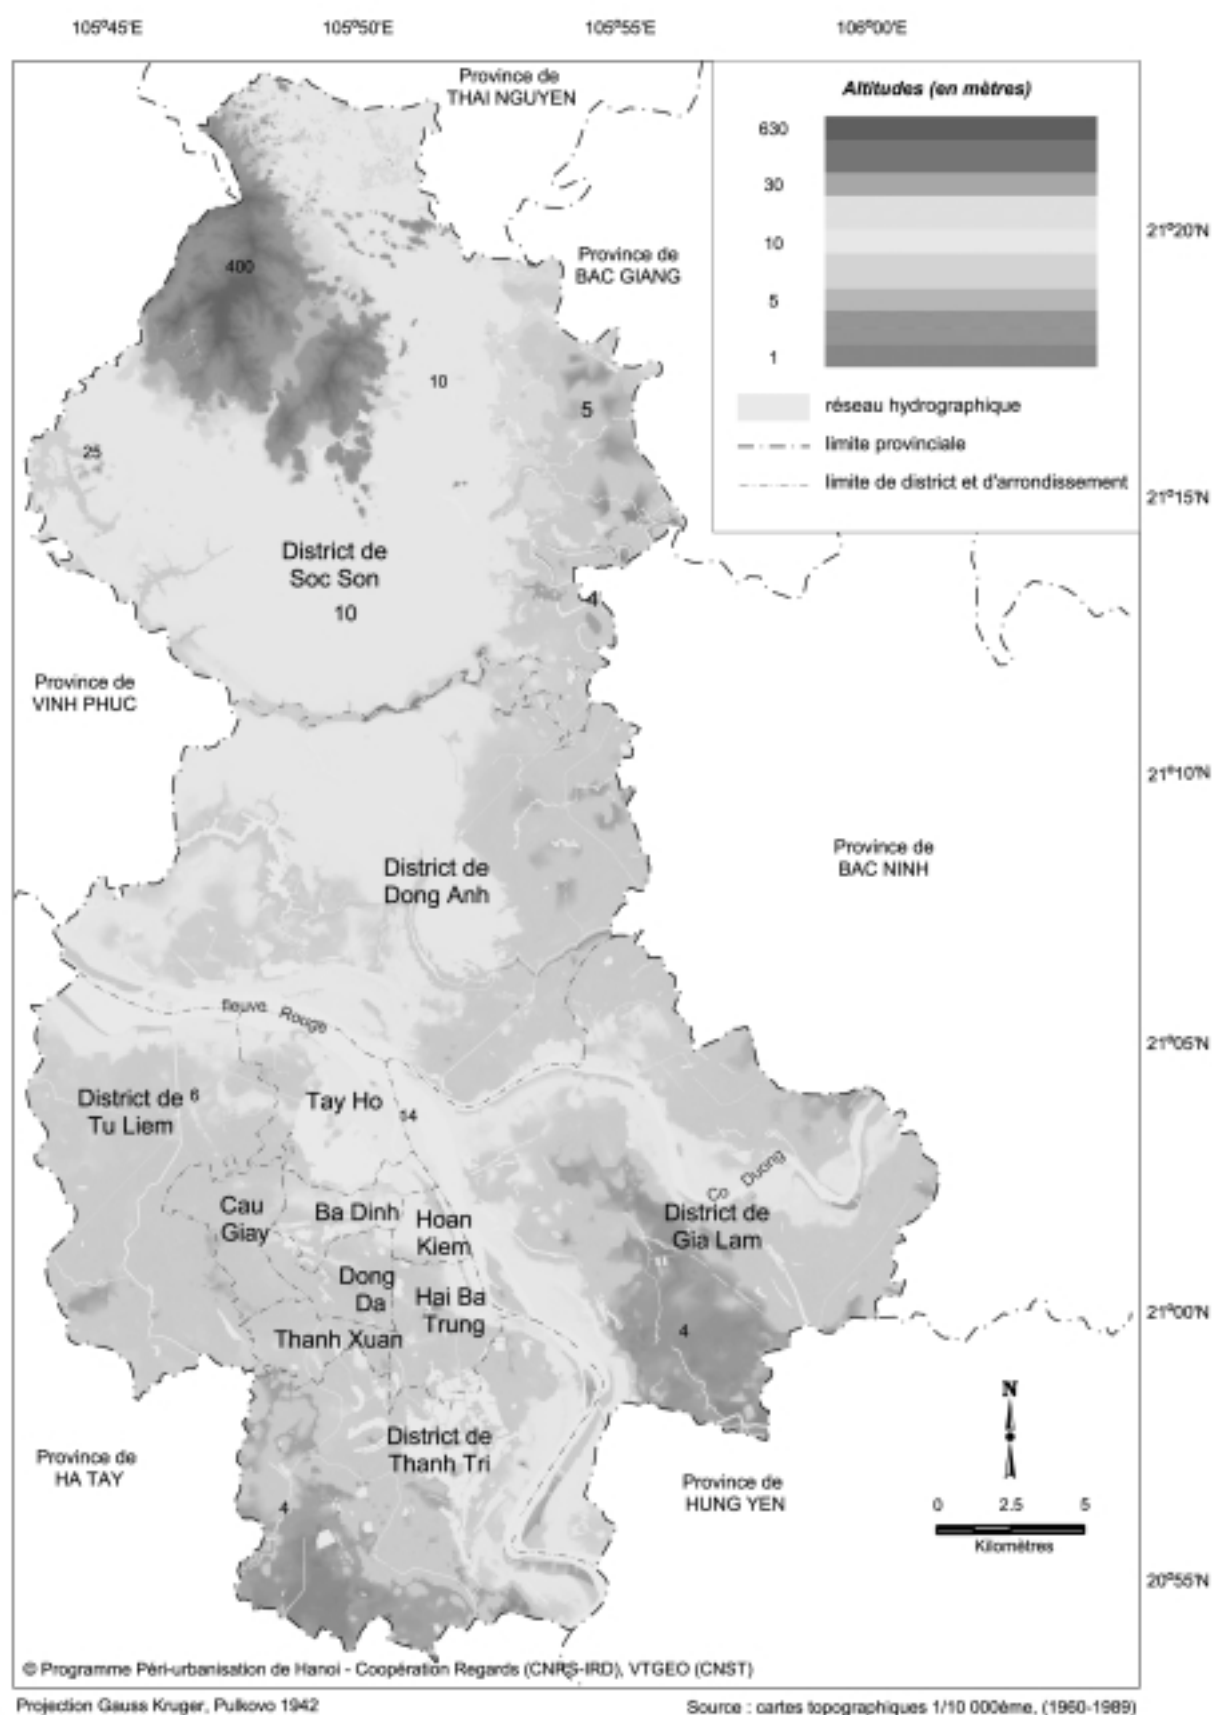 105°45'E
105°50'E
105°55'E
106°00'E
Province de
THAI NGUYEN
Altitudes (en mètres)
630
30
10
5
1
réseau hydrographique
limite provinciale
limite de district et d'arrondissement
21°20'N
Province de
BAC GIANG
400
10
5
25
21°15'N
District de
Soc Son
10
4
Province de
VINH PHUC
21°10'N
District de
Dong Anh
Province de
BAC NINH
fleuve Rouge
21°05'N
District de 6
Tu Liem
Tay Ho
14
Co Duong
Cau
Giay
Ba Dinh
Hoan
Kiem
District de
Gia Lam
Dong
Da
Hai Ba
Trung
Thanh Xuan
4
21°00'N
District de
Thanh Tri
4
Province de
HA TAY
Province de
HUNG YEN
N
0 2.5 5
Kilomètres
20°55'N
© Programme Péri-urbanisation de Hanoi - Coopération Regards (CNRS-IRD), VTGEO (CNST)
Projection Gauss Kruger, Pulkovo 1942
Source : cartes topographiques 1/10 000ème, (1960-1989)